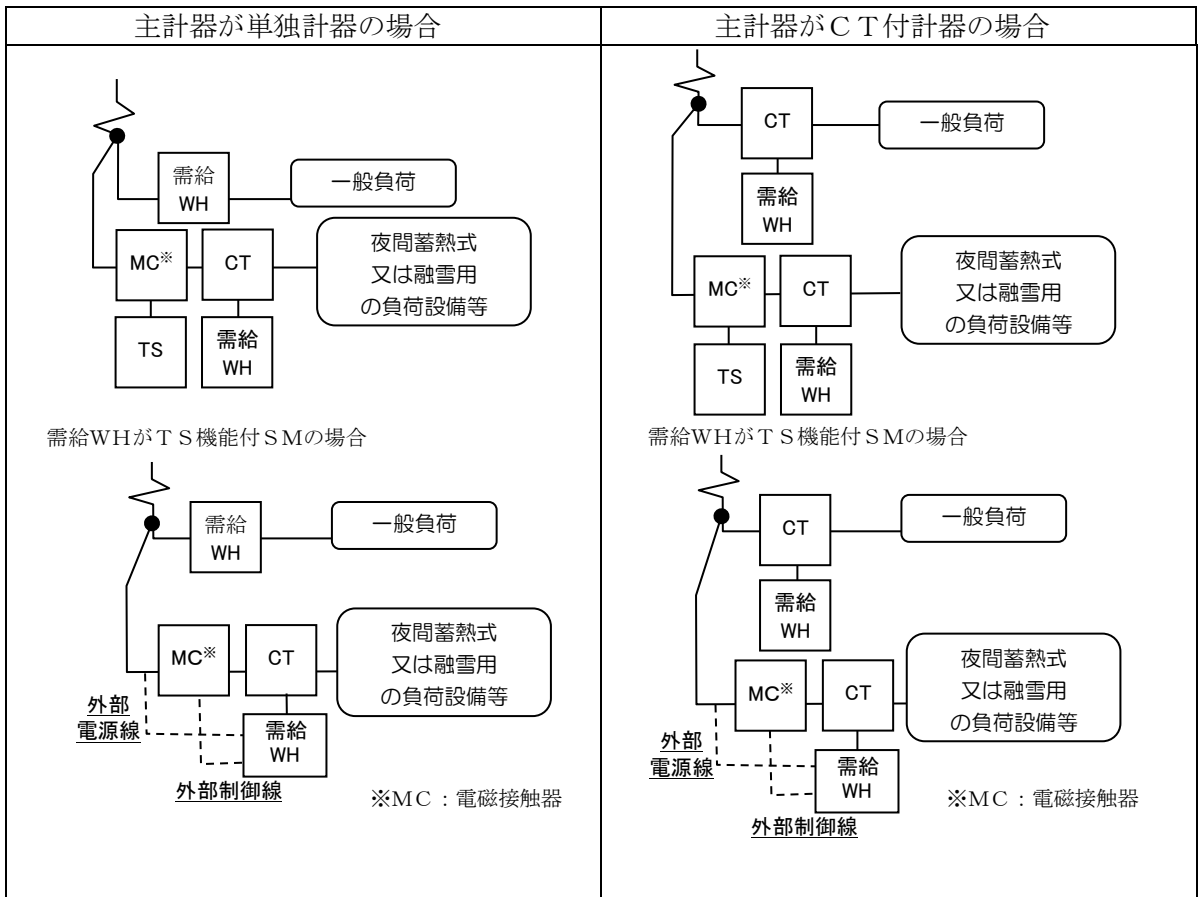 主計器が単独計器の場合
需給
WH
一般負荷
MC※
CT
夜間蓄熱式
又は融雪用
の負荷設備等
TS
需給
WH
需給WHがTS機能付SMの場合
需給
WH
一般負荷
MC※
CT
夜間蓄熱式
又は融雪用
の負荷設備等
外部
電源線
需給
WH
外部制御線
※MC:電磁接触器
主計器がCT付計器の場合
CT
一般負荷
需給
WH
MC※
CT
夜間蓄熱式
又は融雪用
の負荷設備等
TS
需給
WH
需給WHがTS機能付SMの場合
CT
一般負荷
需給
WH
MC※
CT
夜間蓄熱式
又は融雪用
の負荷設備等
外部
電源線
需給
WH
外部制御線
※MC:電磁接触器